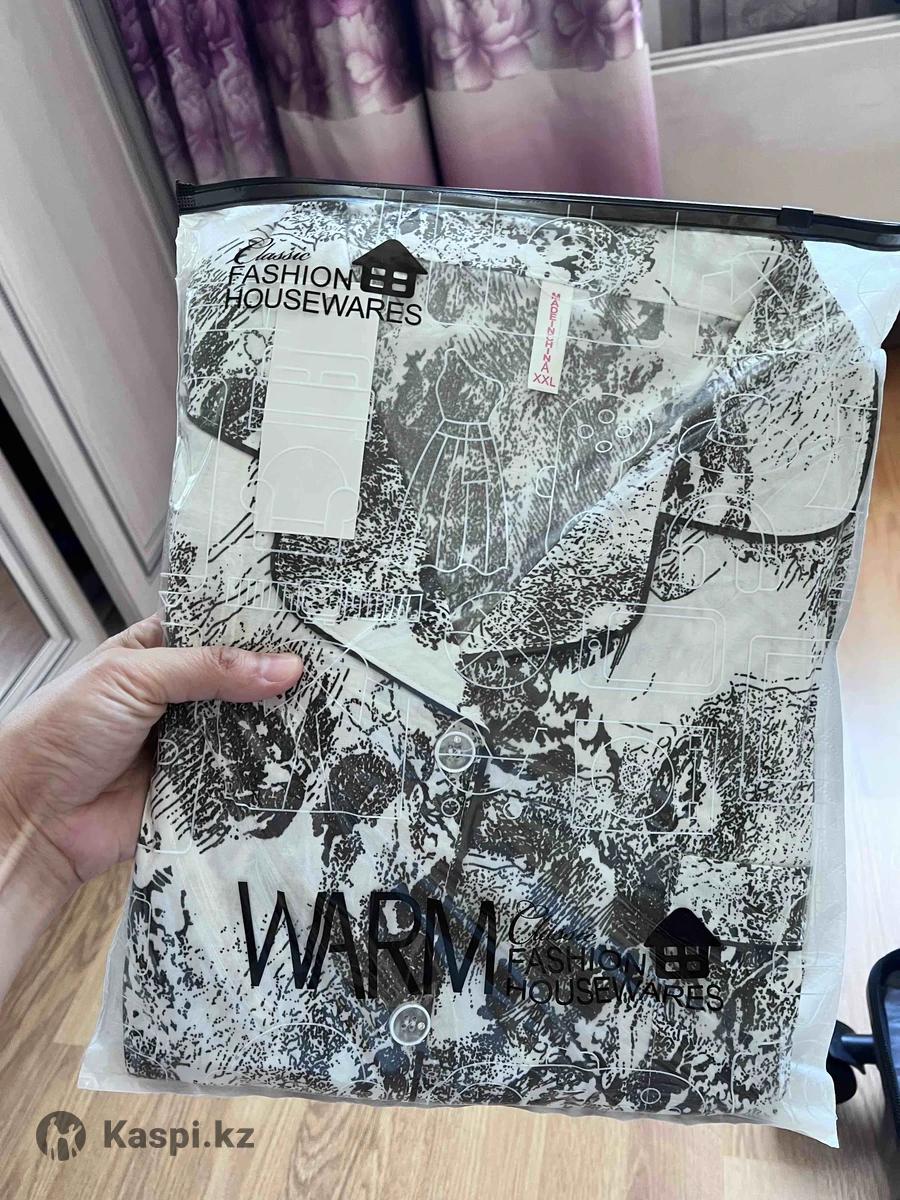 Classic
FASHION
HOUSEWARES
MADE IN CHINA
XXL
WARM
Classic
FASHION
HOUSEWARES
Kaspi.kz